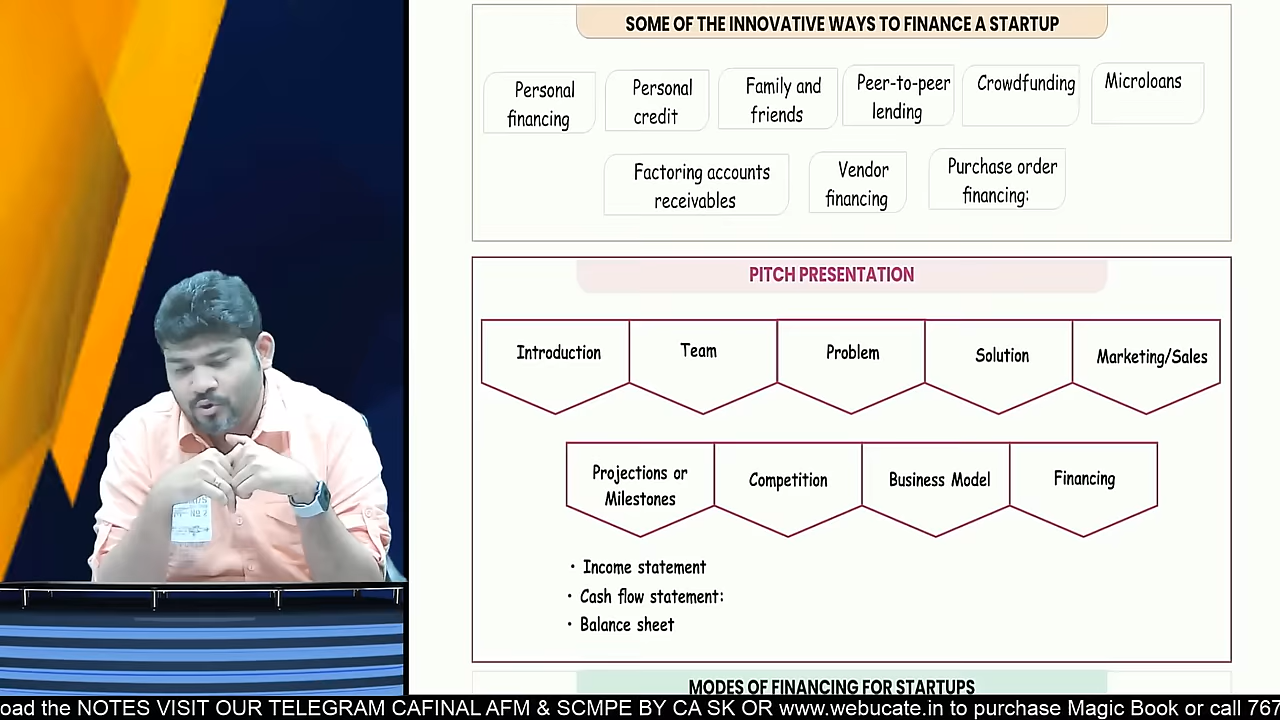 SOME OF THE INNOVATIVE WAYS TO FINANCE A STARTUP
Personal
financing
Personal
credit
Family and
friends
Peer-to-peer
lending
Crowdfunding
Microloans
Factoring accounts
receivables
Vendor
financing
Purchase order
financing:
PITCH PRESENTATION
Introduction
Team
Problem
Solution
Marketing/Sales
Projections or
Milestones
Competition
Business Model
Financing
• Income statement
• Cash flow statement:
• Balance sheet
MODES OF FINANCING FOR STARTUPS
oad the NOTES VISIT OUR TELEGRAM CAFINAL AFM & SCMPE BY CA SK OR www.webucate.in to purchase Magic Book or call 767